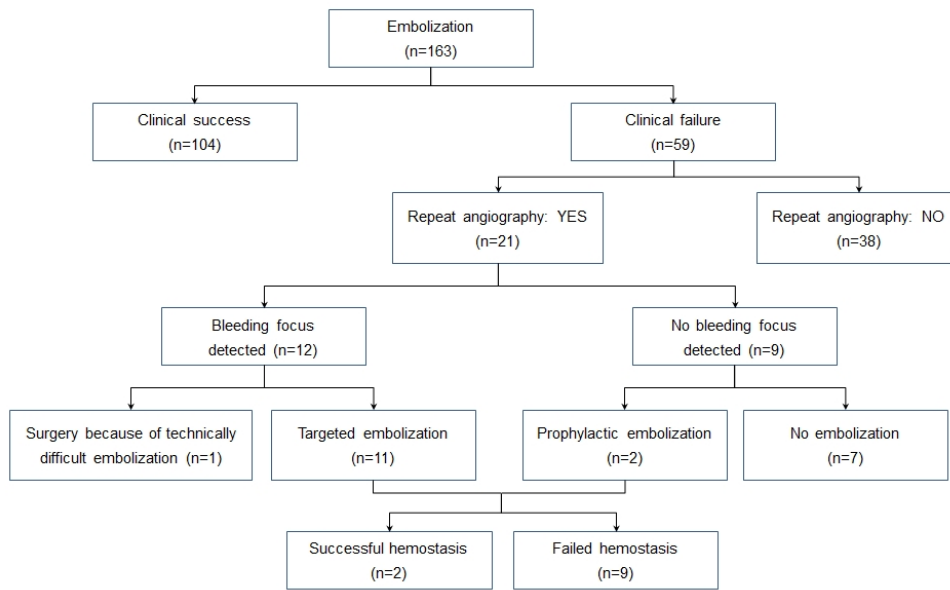 Embolization
(n=163)
Clinical success
(n=104)
Clinical failure
(n=59)
Repeat angiography: YES
(n=21)
Repeat angiography: NO
(n=38)
Bleeding focus
detected (n=12)
No bleeding focus
detected (n=9)
Surgery because of technically
difficult embolization (n=1)
Targeted embolization
(n=11)
Prophylactic embolization
(n=2)
No embolization
(n=7)
Successful hemostasis
(n=2)
Failed hemostasis
(n=9)